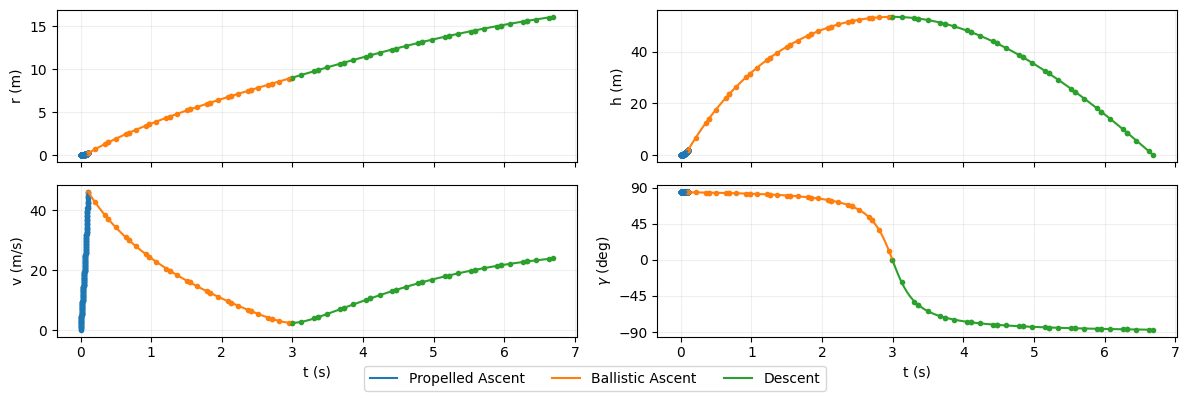 15
10
5
0
r (m)
40
20
0
h (m)
40
20
0
v (m/s)
0 1 2 3 4 5 6 7
t (s)
90
45
0
−45
−90
γ (deg)
0 1 2 3 4 5 6 7
t (s)
Propelled Ascent Ballistic Ascent Descent